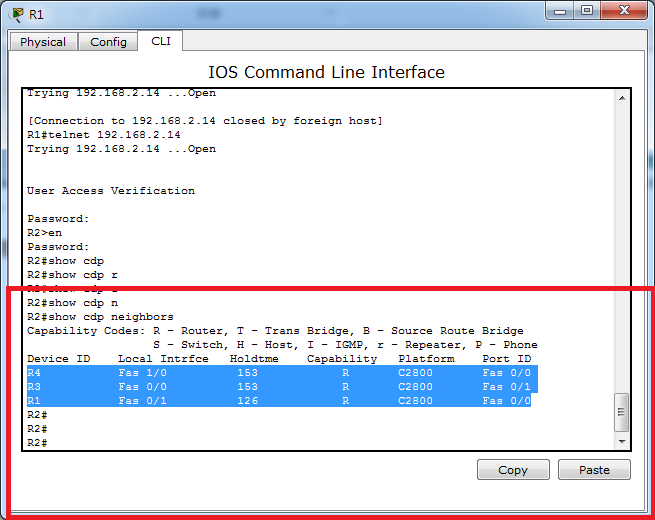 R1
Physical Config CLI
IOS Command Line Interface
Trying 192.168.2.14 ...Open
[Connection to 192.168.2.14 closed by foreign host]
R1#telnet 192.168.2.14
Trying 192.168.2.14 ...Open
User Access Verification
Password:
R2>en
Password:
R2#show cdp
R2#show cdp r
R2#show cdp n
R2#show cdp neighbors
Capability Codes: R - Router, T - Trans Bridge, B - Source Route Bridge
S - Switch, H - Host, I - IGMP, r - Repeater, P - Phone
Device ID Local Intrfce Holdtme Capability Platform Port ID
R4 Fas 1/0 153 R C2800 Fas 0/0
R3 Fas 0/0 153 R C2800 Fas 0/1
R1 Fas 0/1 126 R C2800 Fas 0/0
R2#
R2#
R2#
Copy Paste